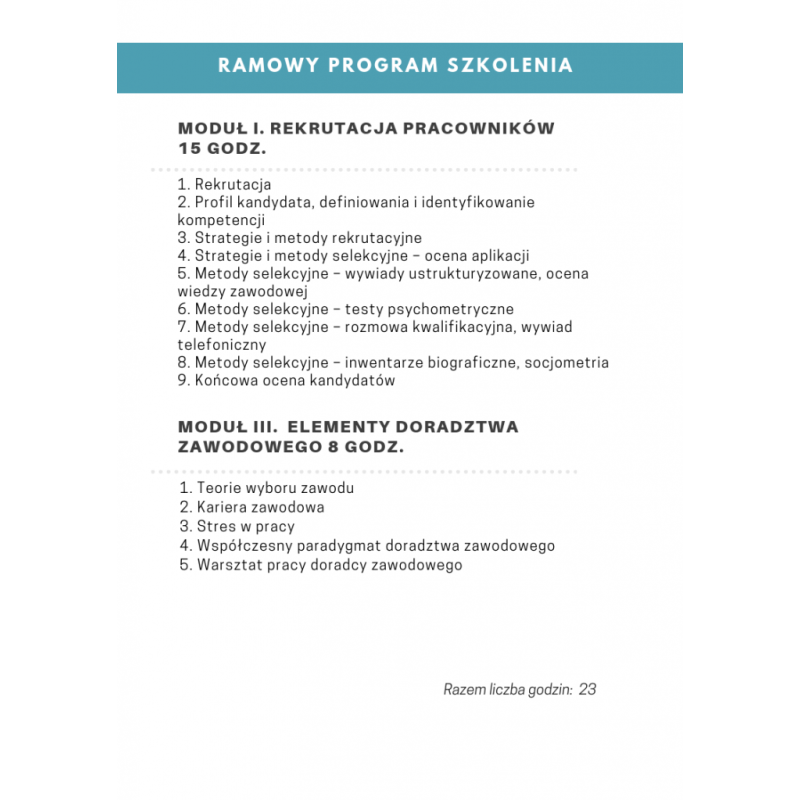 RAMOWY PROGRAM SZKOLENIA
MODUŁ I. REKRUTACJA PRACOWNIKÓW
15 GODZ.
1. Rekrutacja
2. Profil kandydata, definiowania i identyfikowanie
kompetencji
3. Strategie i metody rekrutacyjne
4. Strategie i metody selekcyjne – ocena aplikacji
5. Metody selekcyjne – wywiady ustrukturyzowane, ocena
wiedzy zawodowej
6. Metody selekcyjne – testy psychometryczne
7. Metody selekcyjne – rozmowa kwalifikacyjna, wywiad
telefoniczny
8. Metody selekcyjne – inwentarze biograficzne, socjometria
9. Końcowa ocena kandydatów
MODUŁ III. ELEMENTY DORADZTWA
ZAWODOWEGO 8 GODZ.
1. Teorie wyboru zawodu
2. Kariera zawodowa
3. Stres w pracy
4. Współczesny paradygmat doradztwa zawodowego
5. Warsztat pracy doradcy zawodowego
Razem liczba godzin: 23